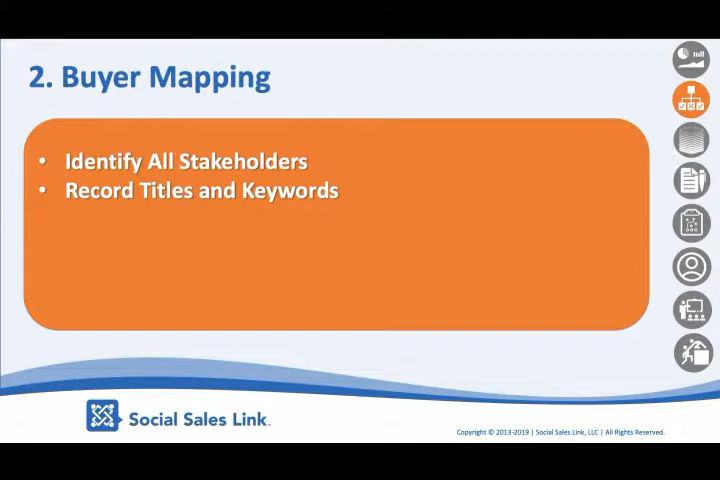 2. Buyer Mapping
• Identify All Stakeholders
• Record Titles and Keywords
Social Sales Link™
Copyright © 2013-2019 | Social Sales Link, LLC | All Rights Reserved.